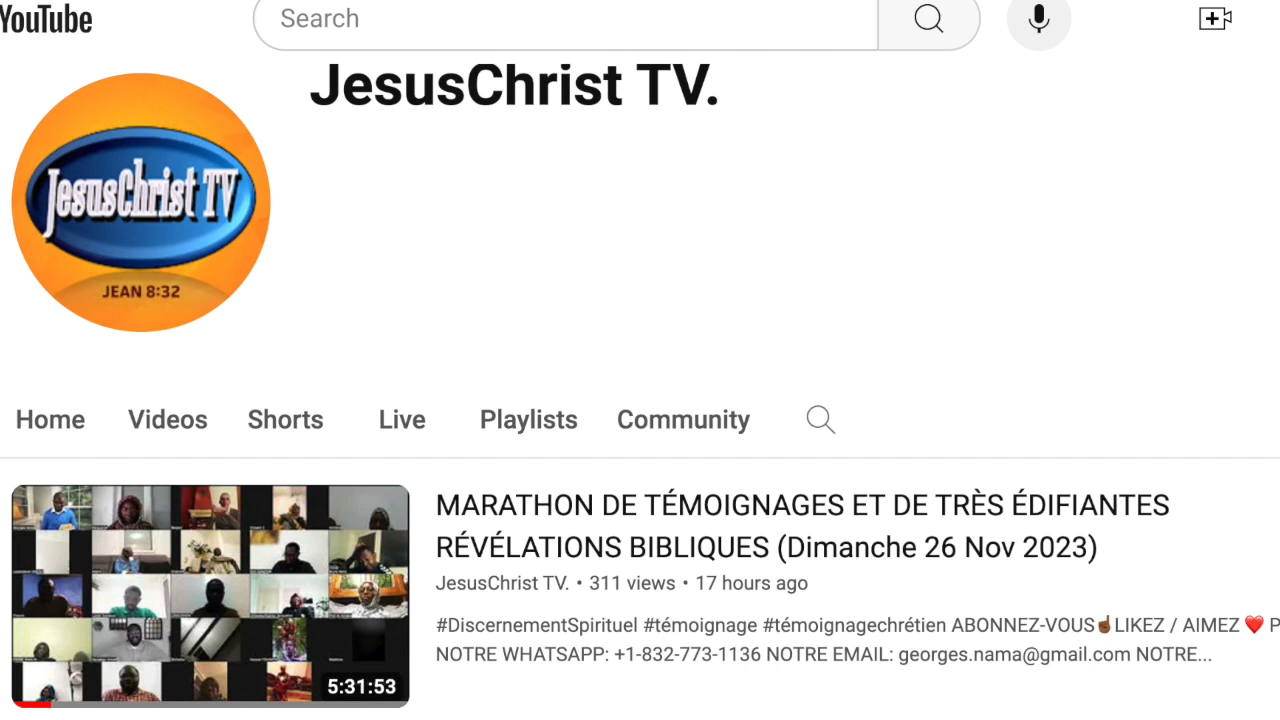 YouTube
Search
JesusChrist TV.
JesusChrist TV
JEAN 8:32
Home Videos Shorts Live Playlists Community
MARATHON DE TÉMOIGNAGES ET DE TRÈS ÉDIFIANTES
RÉVÉLATIONS BIBLIQUES (Dimanche 26 Nov 2023)
JesusChrist TV. • 311 views • 17 hours ago
#DiscernementSpirituel #témoignage #témoignagechrétien ABONNEZ-VOUS☝🏾LIKEZ / AIMEZ ❤️ P
NOTRE WHATSAPP: +1-832-773-1136 NOTRE EMAIL: georges.nama@gmail.com NOTRE...
5:31:53